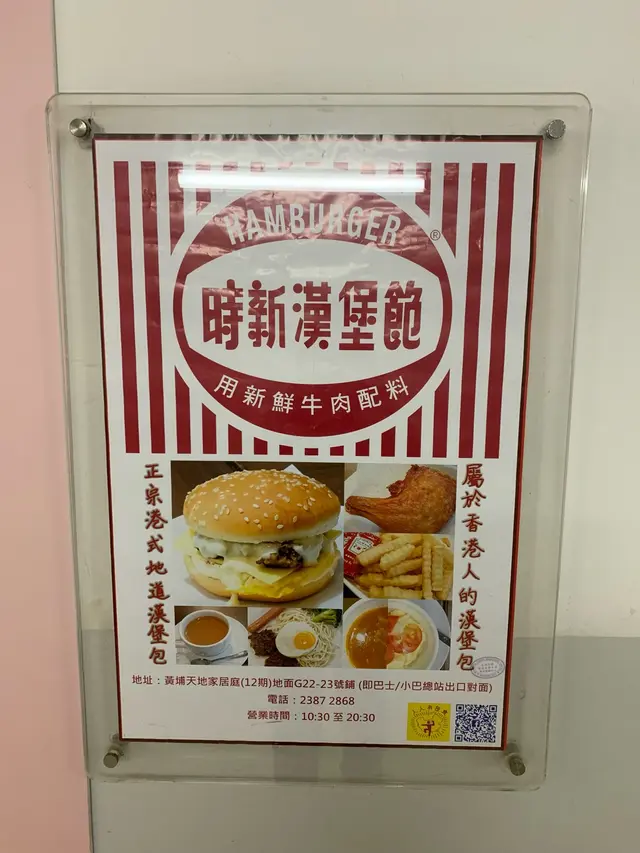 HAMBURGER
®
時新漢堡飽
用新鮮牛肉配料
正宗港式地道漢堡包
屬於香港人的漢堡包
地址：黃埔天地家居庭(12期)地面G22-23號鋪 (即巴士/小巴總站出口對面)
電話：2387 2868
營業時間：10:30 至 20:30